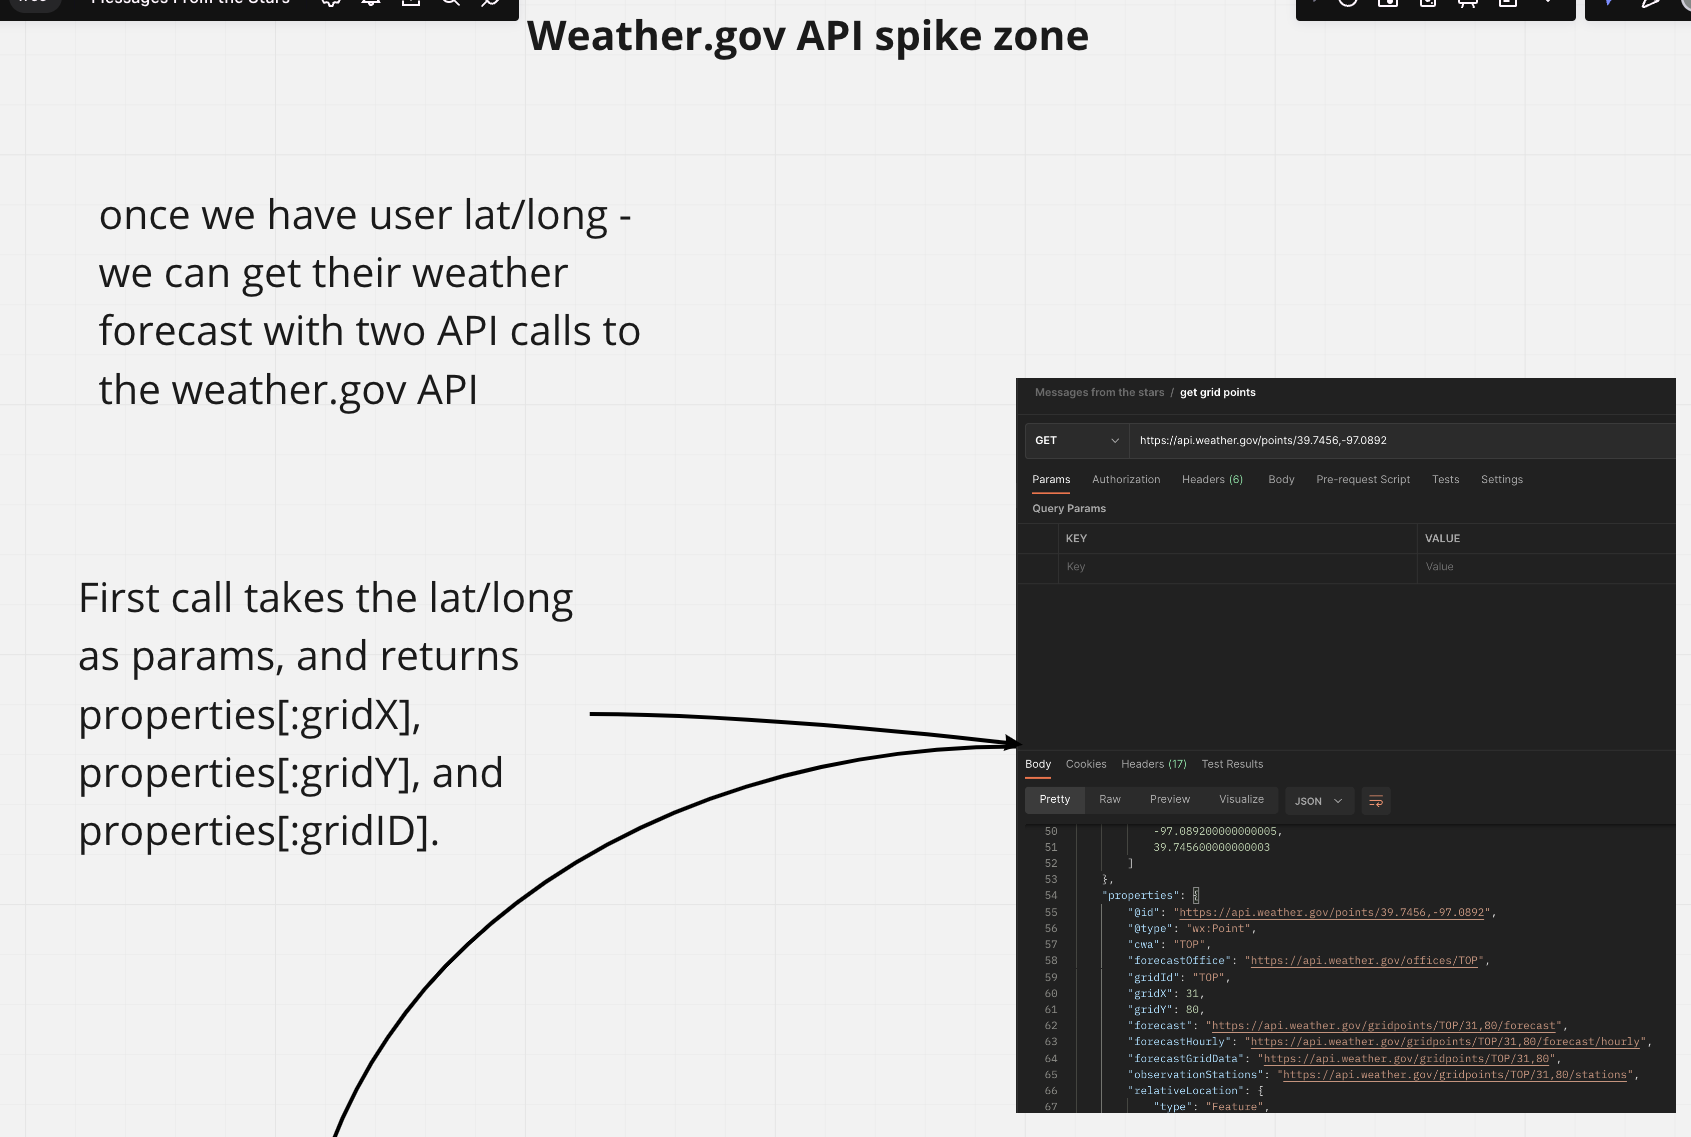 Messages From the Stars
Weather.gov API spike zone
once we have user lat/long -
we can get their weather
forecast with two API calls to
the weather.gov API
First call takes the lat/long
as params, and returns
properties[:gridX],
properties[:gridY], and
properties[:gridID].
Messages from the stars / get grid points
GET https://api.weather.gov/points/39.7456,-97.0892
Params Authorization Headers (6) Body Pre-request Script Tests Settings
Query Params
KEY VALUE
Key Value
Body Cookies Headers (17) Test Results
Pretty Raw Preview Visualize JSON
50 -97.089200000000005,
51 39.745600000000003
52 ]
53 },
54 "properties": {
55 "@id": "https://api.weather.gov/points/39.7456,-97.0892",
56 "@type": "wx:Point",
57 "cwa": "TOP",
58 "forecastOffice": "https://api.weather.gov/offices/TOP",
59 "gridId": "TOP",
60 "gridX": 31,
61 "gridY": 80,
62 "forecast": "https://api.weather.gov/gridpoints/TOP/31,80/forecast",
63 "forecastHourly": "https://api.weather.gov/gridpoints/TOP/31,80/forecast/hourly",
64 "forecastGridData": "https://api.weather.gov/gridpoints/TOP/31,80",
65 "observationStations": "https://api.weather.gov/gridpoints/TOP/31,80/stations",
66 "relativeLocation": {
67 "type": "Feature",